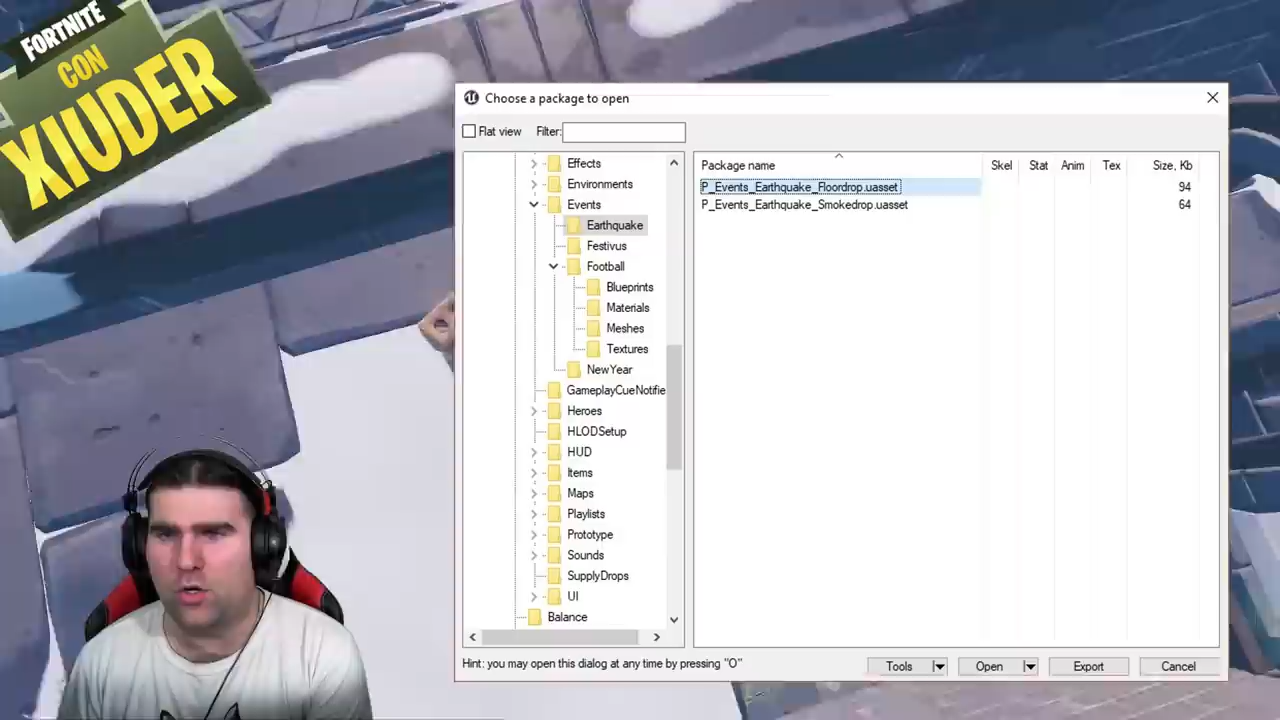 FORTNITE
CON
XIUDER
Choose a package to open
Flat view
Filter:
Effects
Environments
Events
Earthquake
Festivus
Football
Blueprints
Materials
Meshes
Textures
NewYear
GameplayCueNotifie
Heroes
HLODSetup
HUD
Items
Maps
Playlists
Prototype
Sounds
SupplyDrops
UI
Balance
Package name Skel Stat Anim Tex Size, Kb
P_Events_Earthquake_Floordrop.uasset 94
P_Events_Earthquake_Smokedrop.uasset 64
Hint: you may open this dialog at any time by pressing "O"
Tools
Open
Export
Cancel